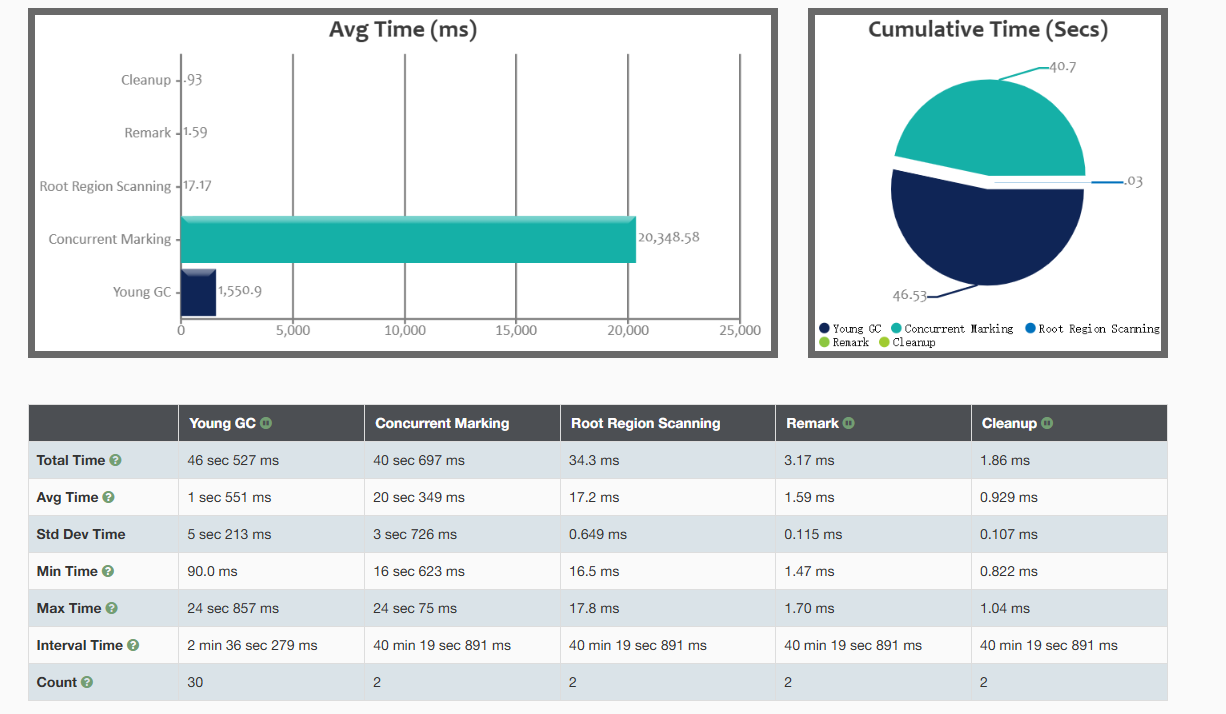 Avg Time (ms)
Cleanup .93
Remark 1.59
Root Region Scanning 17.17
Concurrent Marking 20,348.58
Young GC 1,550.9
0 5,000 10,000 15,000 20,000 25,000
Cumulative Time (Secs)
40.7
.03
46.53
Young GC Concurrent Marking Root Region Scanning
Remark Cleanup
Young GC Concurrent Marking Root Region Scanning Remark Cleanup
Total Time ? 46 sec 527 ms 40 sec 697 ms 34.3 ms 3.17 ms 1.86 ms
Avg Time ? 1 sec 551 ms 20 sec 349 ms 17.2 ms 1.59 ms 0.929 ms
Std Dev Time 5 sec 213 ms 3 sec 726 ms 0.649 ms 0.115 ms 0.107 ms
Min Time ? 90.0 ms 16 sec 623 ms 16.5 ms 1.47 ms 0.822 ms
Max Time ? 24 sec 857 ms 24 sec 75 ms 17.8 ms 1.70 ms 1.04 ms
Interval Time ? 2 min 36 sec 279 ms 40 min 19 sec 891 ms 40 min 19 sec 891 ms 40 min 19 sec 891 ms 40 min 19 sec 891 ms
Count ? 30 2 2 2 2